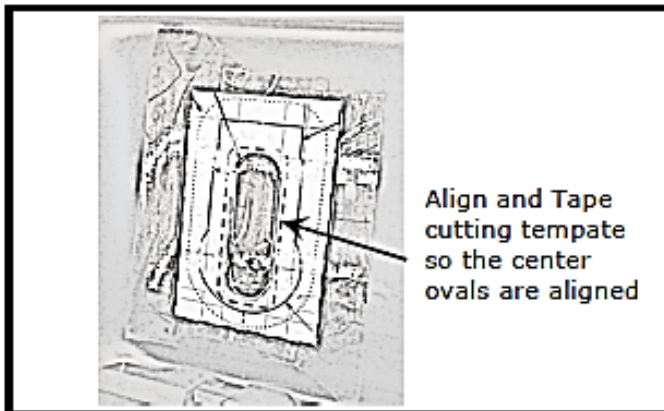 Align and Tape
cutting tempate
so the center
ovals are aligned